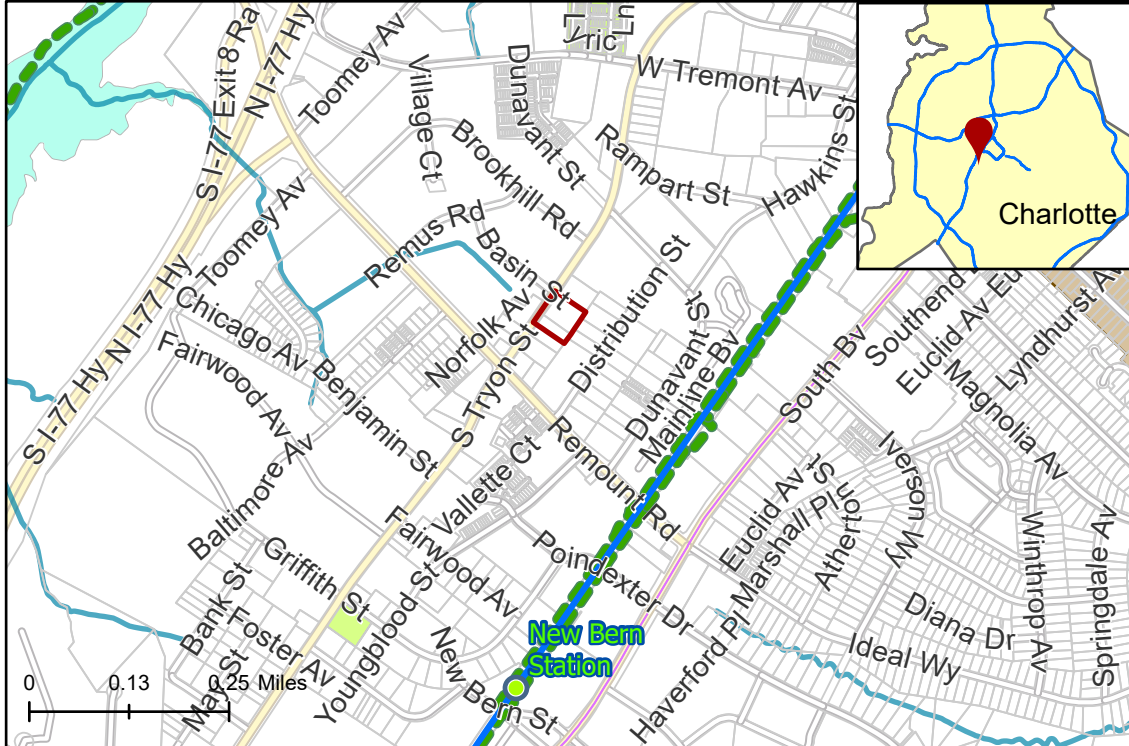 S I-77 Exit 8 Ra
N I-77 Hy
Toomey Av
Village Ct
Dunavant St
Lyric Ln
W Tremont Av
Brookhill Rd
Rampart St
Hawkins St
Charlotte
Toomey Av
Remus Rd
Basin St
Distribution St
Southend
Euclid Av
Eu
Lyndhurst Av
Chicago Av
Norfolk Av
Dunavant St
Mainline Bv
South Bv
Magnolia Av
S I-77 Hy
N I-77 Hy
Fairwood Av
Benjamin St
S Tryon St
Remount Rd
Iverson Wy
Baltimore Av
Vallette Ct
Euclid Av
Marshall Pl
Atherton St
Winthrop Av
Springdale Av
Griffith St
Fairwood Av
Poindexter Dr
Diana Dr
Bank St
Foster Av
Youngblood St
New Bern
Station
Haverford Pl
Ideal Wy
May St
New Bern St
0 0.13 0.25 Miles